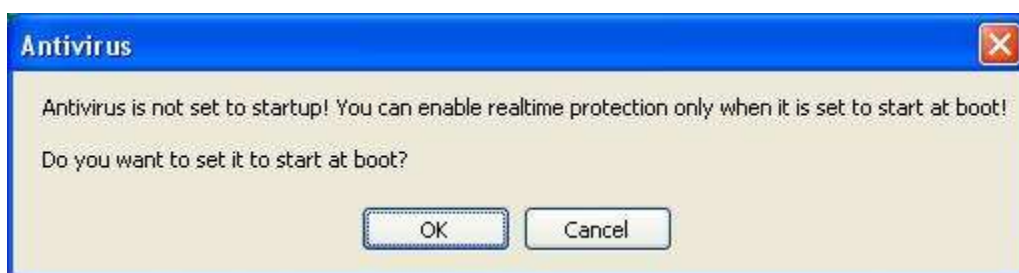 Antivirus
Antivirus is not set to startup! You can enable realtime protection only when it is set to start at boot!
Do you want to set it to start at boot?
OK
Cancel